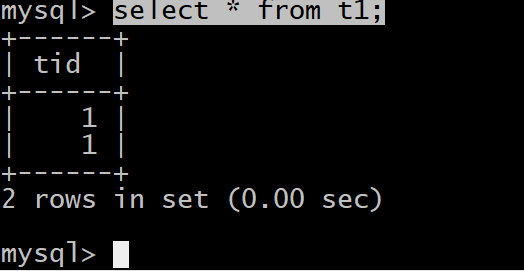 mysql> select * from t1;
+------+
| tid  |
+------+
|    1 |
|    1 |
+------+
2 rows in set (0.00 sec)
mysql>